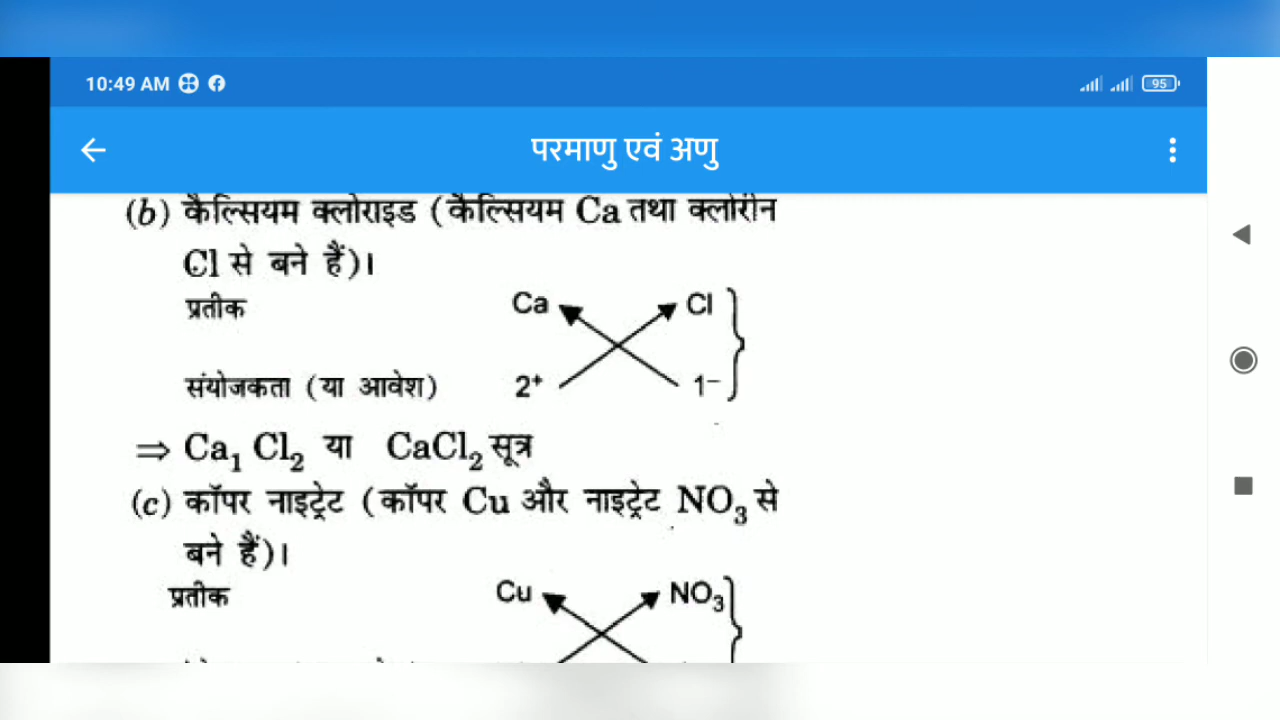 10:49 AM
95
परमाणु एवं अणु
(b) कैल्सियम क्लोराइड (कैल्सियम Ca तथा क्लोरीन
Cl से बने हैं)।
प्रतीक Ca Cl
संयोजकता (या आवेश) 2⁺ 1⁻
⇒ Ca₁ Cl₂ या CaCl₂ सूत्र
(c) कॉपर नाइट्रेट (कॉपर Cu और नाइट्रेट NO₃ से
बने हैं)।
प्रतीक Cu NO₃